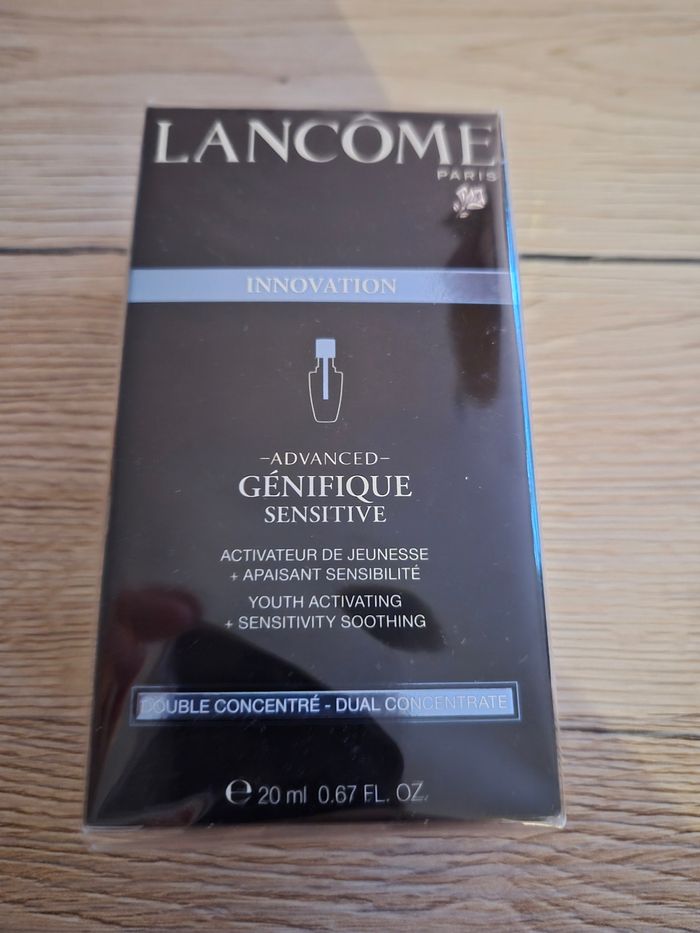 LANCÔME
PARIS
INNOVATION
-ADVANCED-
GÉNIFIQUE
SENSITIVE
ACTIVATEUR DE JEUNESSE
+ APAISANT SENSIBILITÉ
YOUTH ACTIVATING
+ SENSITIVITY SOOTHING
DOUBLE CONCENTRÉ - DUAL CONCENTRATE
e 20 ml 0.67 FL. OZ.